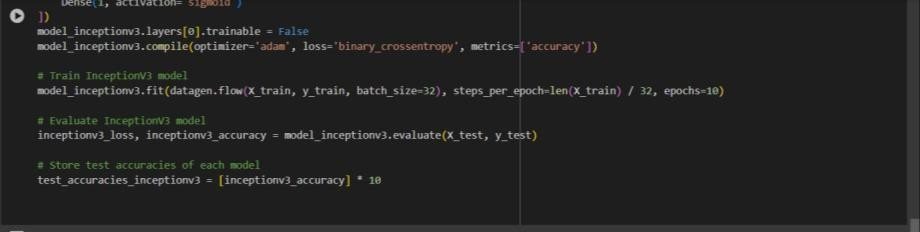 Dense(1, activation='sigmoid')
])
model_inceptionv3.layers[0].trainable = False
model_inceptionv3.compile(optimizer='adam', loss='binary_crossentropy', metrics=['accuracy'])
# Train InceptionV3 model
model_inceptionv3.fit(datagen.flow(X_train, y_train, batch_size=32), steps_per_epoch=len(X_train) / 32, epochs=10)
# Evaluate InceptionV3 model
inceptionv3_loss, inceptionv3_accuracy = model_inceptionv3.evaluate(X_test, y_test)
# Store test accuracies of each model
test_accuracies_inceptionv3 = [inceptionv3_accuracy] * 10